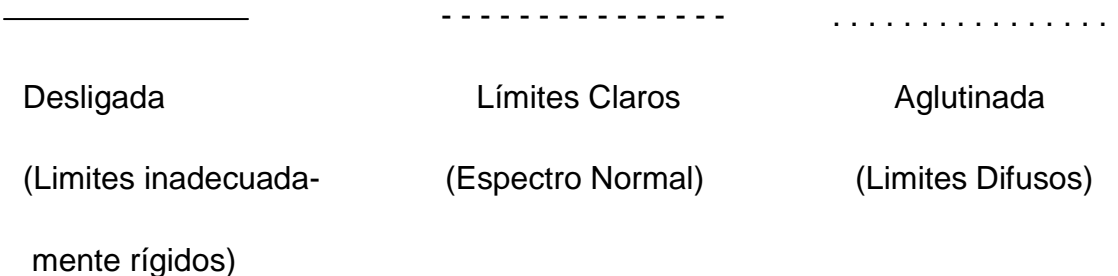 Desligada Límites Claros Aglutinada
(Limites inadecuada- (Espectro Normal) (Limites Difusos)
mente rígidos)